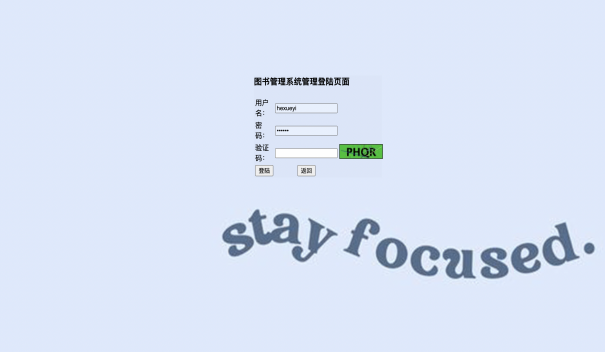 图书管理系统管理登陆页面
用户名：
hexueyi
密码：
••••••
验证码：
PHQR
登陆 返回
stay focused.